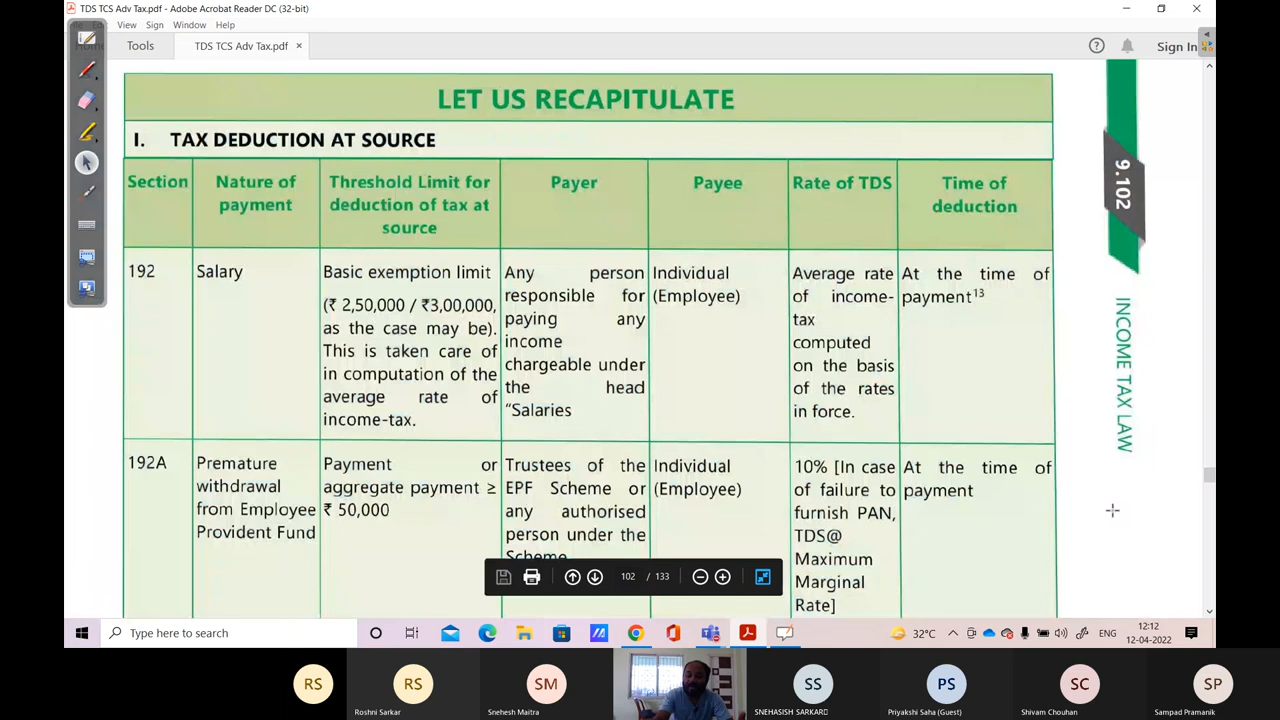 TDS TCS Adv Tax.pdf - Adobe Acrobat Reader DC (32-bit)
View Sign Window Help
Home Tools TDS TCS Adv Tax.pdf × Sign In
LET US RECAPITULATE
I. TAX DEDUCTION AT SOURCE
Section
Nature of
payment
Threshold Limit for
deduction of tax at
source
Payer
Payee
Rate of TDS
Time of
deduction
192
Salary
Basic exemption limit
(₹ 2,50,000 / ₹3,00,000,
as the case may be).
This is taken care of
in computation of the
average rate of
income-tax.
Any person
responsible for
paying any
income
chargeable under
the head
“Salaries
Individual
(Employee)
Average rate
of income-
tax
computed
on the basis
of the rates
in force.
At the time of
payment¹³
192A
Premature
withdrawal
from Employee
Provident Fund
Payment or
aggregate payment ≥
₹ 50,000
Trustees of the
EPF Scheme or
any authorised
person under the
Scheme
Individual
(Employee)
10% [In case
of failure to
furnish PAN,
TDS@
Maximum
Marginal
Rate]
At the time of
payment
9.102
INCOME TAX LAW
102 / 133
Type here to search
32°C
ENG
12:12
12-04-2022
RS
RS
Roshni Sarkar
SM
Snehesh Maitra
SS
SNEHASISH SARKAR
PS
Priyakshi Saha (Guest)
SC
Shivam Chouhan
SP
Sampad Pramanik